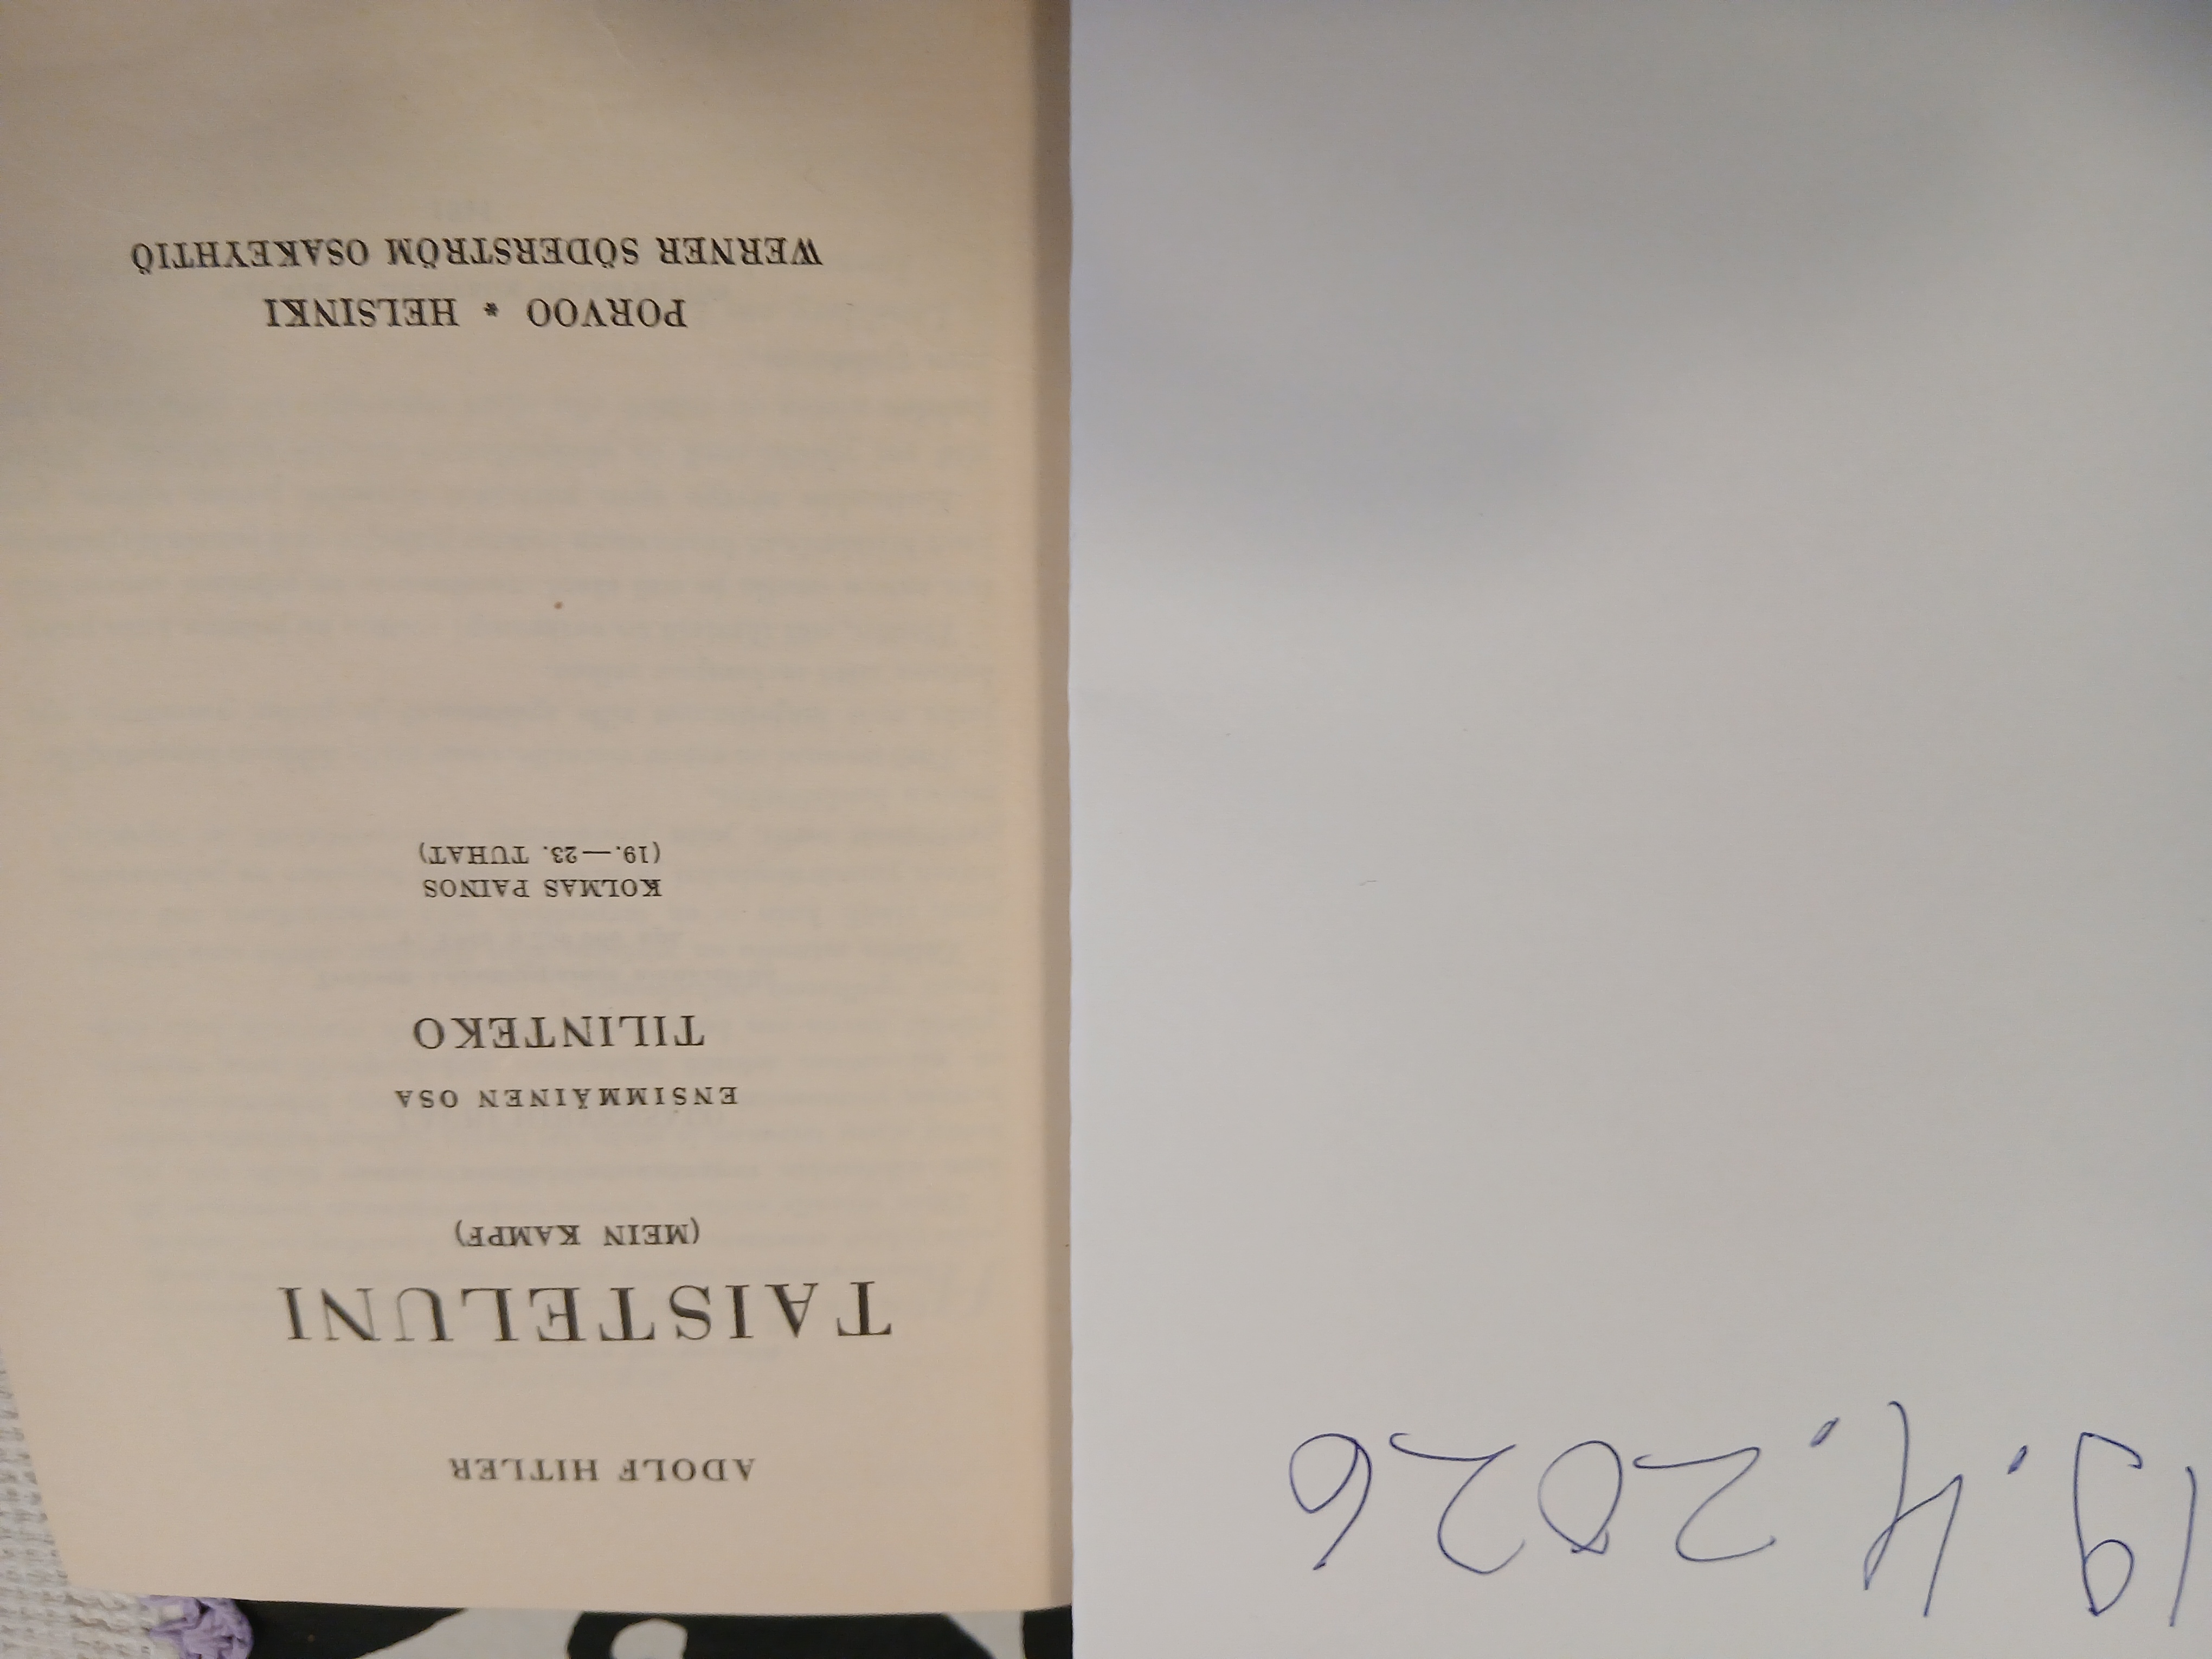 19.4.2026
ADOLF HITLER
TAISTELUNI
(MEIN KAMPF)
ENSIMMÄINEN OSA
TILINTEKO
KOLMAS PAINOS
(19.—23. TUHAT)
PORVOO * HELSINKI
WERNER SÖDERSTRÖM OSAKEYHTIÖ